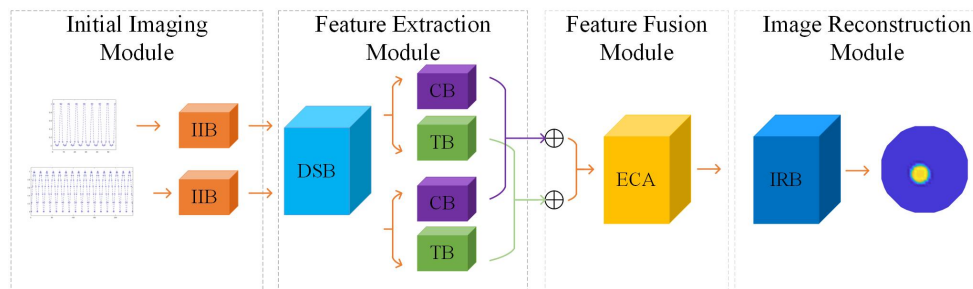 Initial Imaging
Module
Feature Extraction
Module
Feature Fusion
Module
Image Reconstruction
Module
IIB
IIB
DSB
CB
TB
CB
TB
ECA
IRB